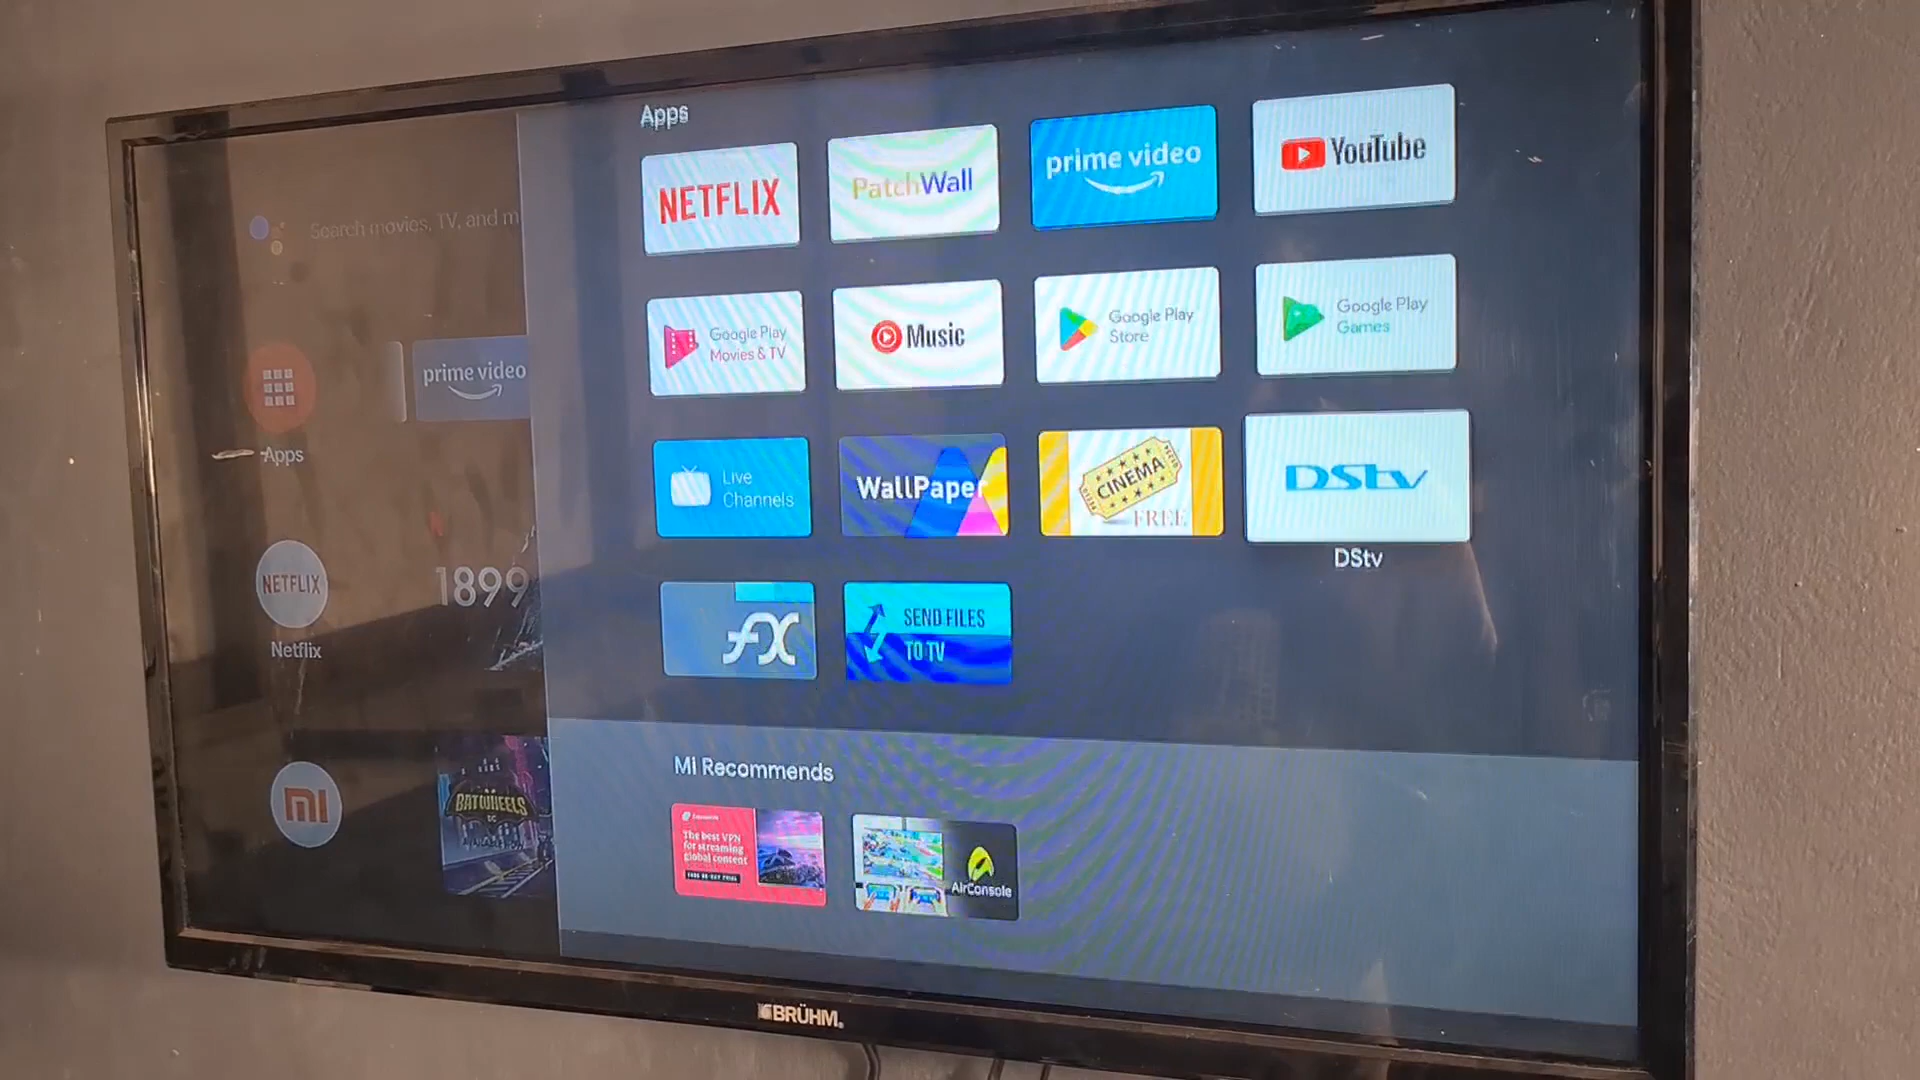 Apps
NETFLIX
PatchWall
prime video
YouTube
Google Play
Movies & TV
Music
Google Play
Store
Google Play
Games
Live
Channels
WallPaper
CINEMA
FREE
DStv
DStv
fX
SEND FILES
TO TV
Mi Recommends
The best VPN
for streaming
global content
AirConsole
Search movies, TV, and m
prime video
Apps
NETFLIX
1899
Netflix
mi
BATWHEELS
BRÜHM